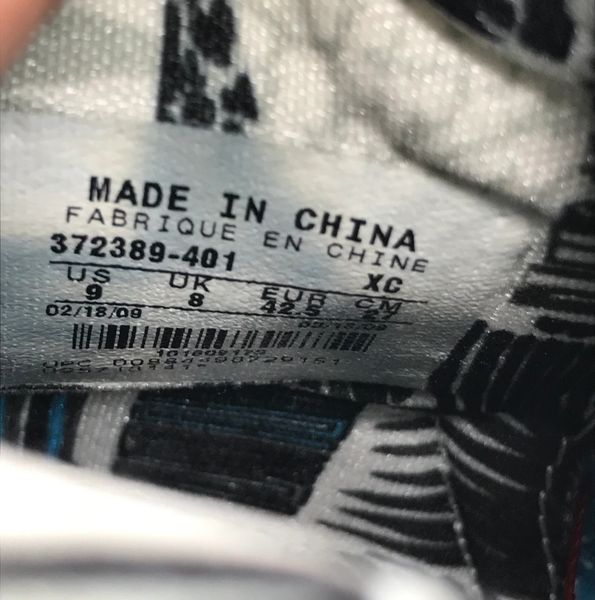 MADE IN CHINA
FABRIQUE EN CHINE
372389-401 XC
US UK EUR CM
9 8 42.5
02/18/09